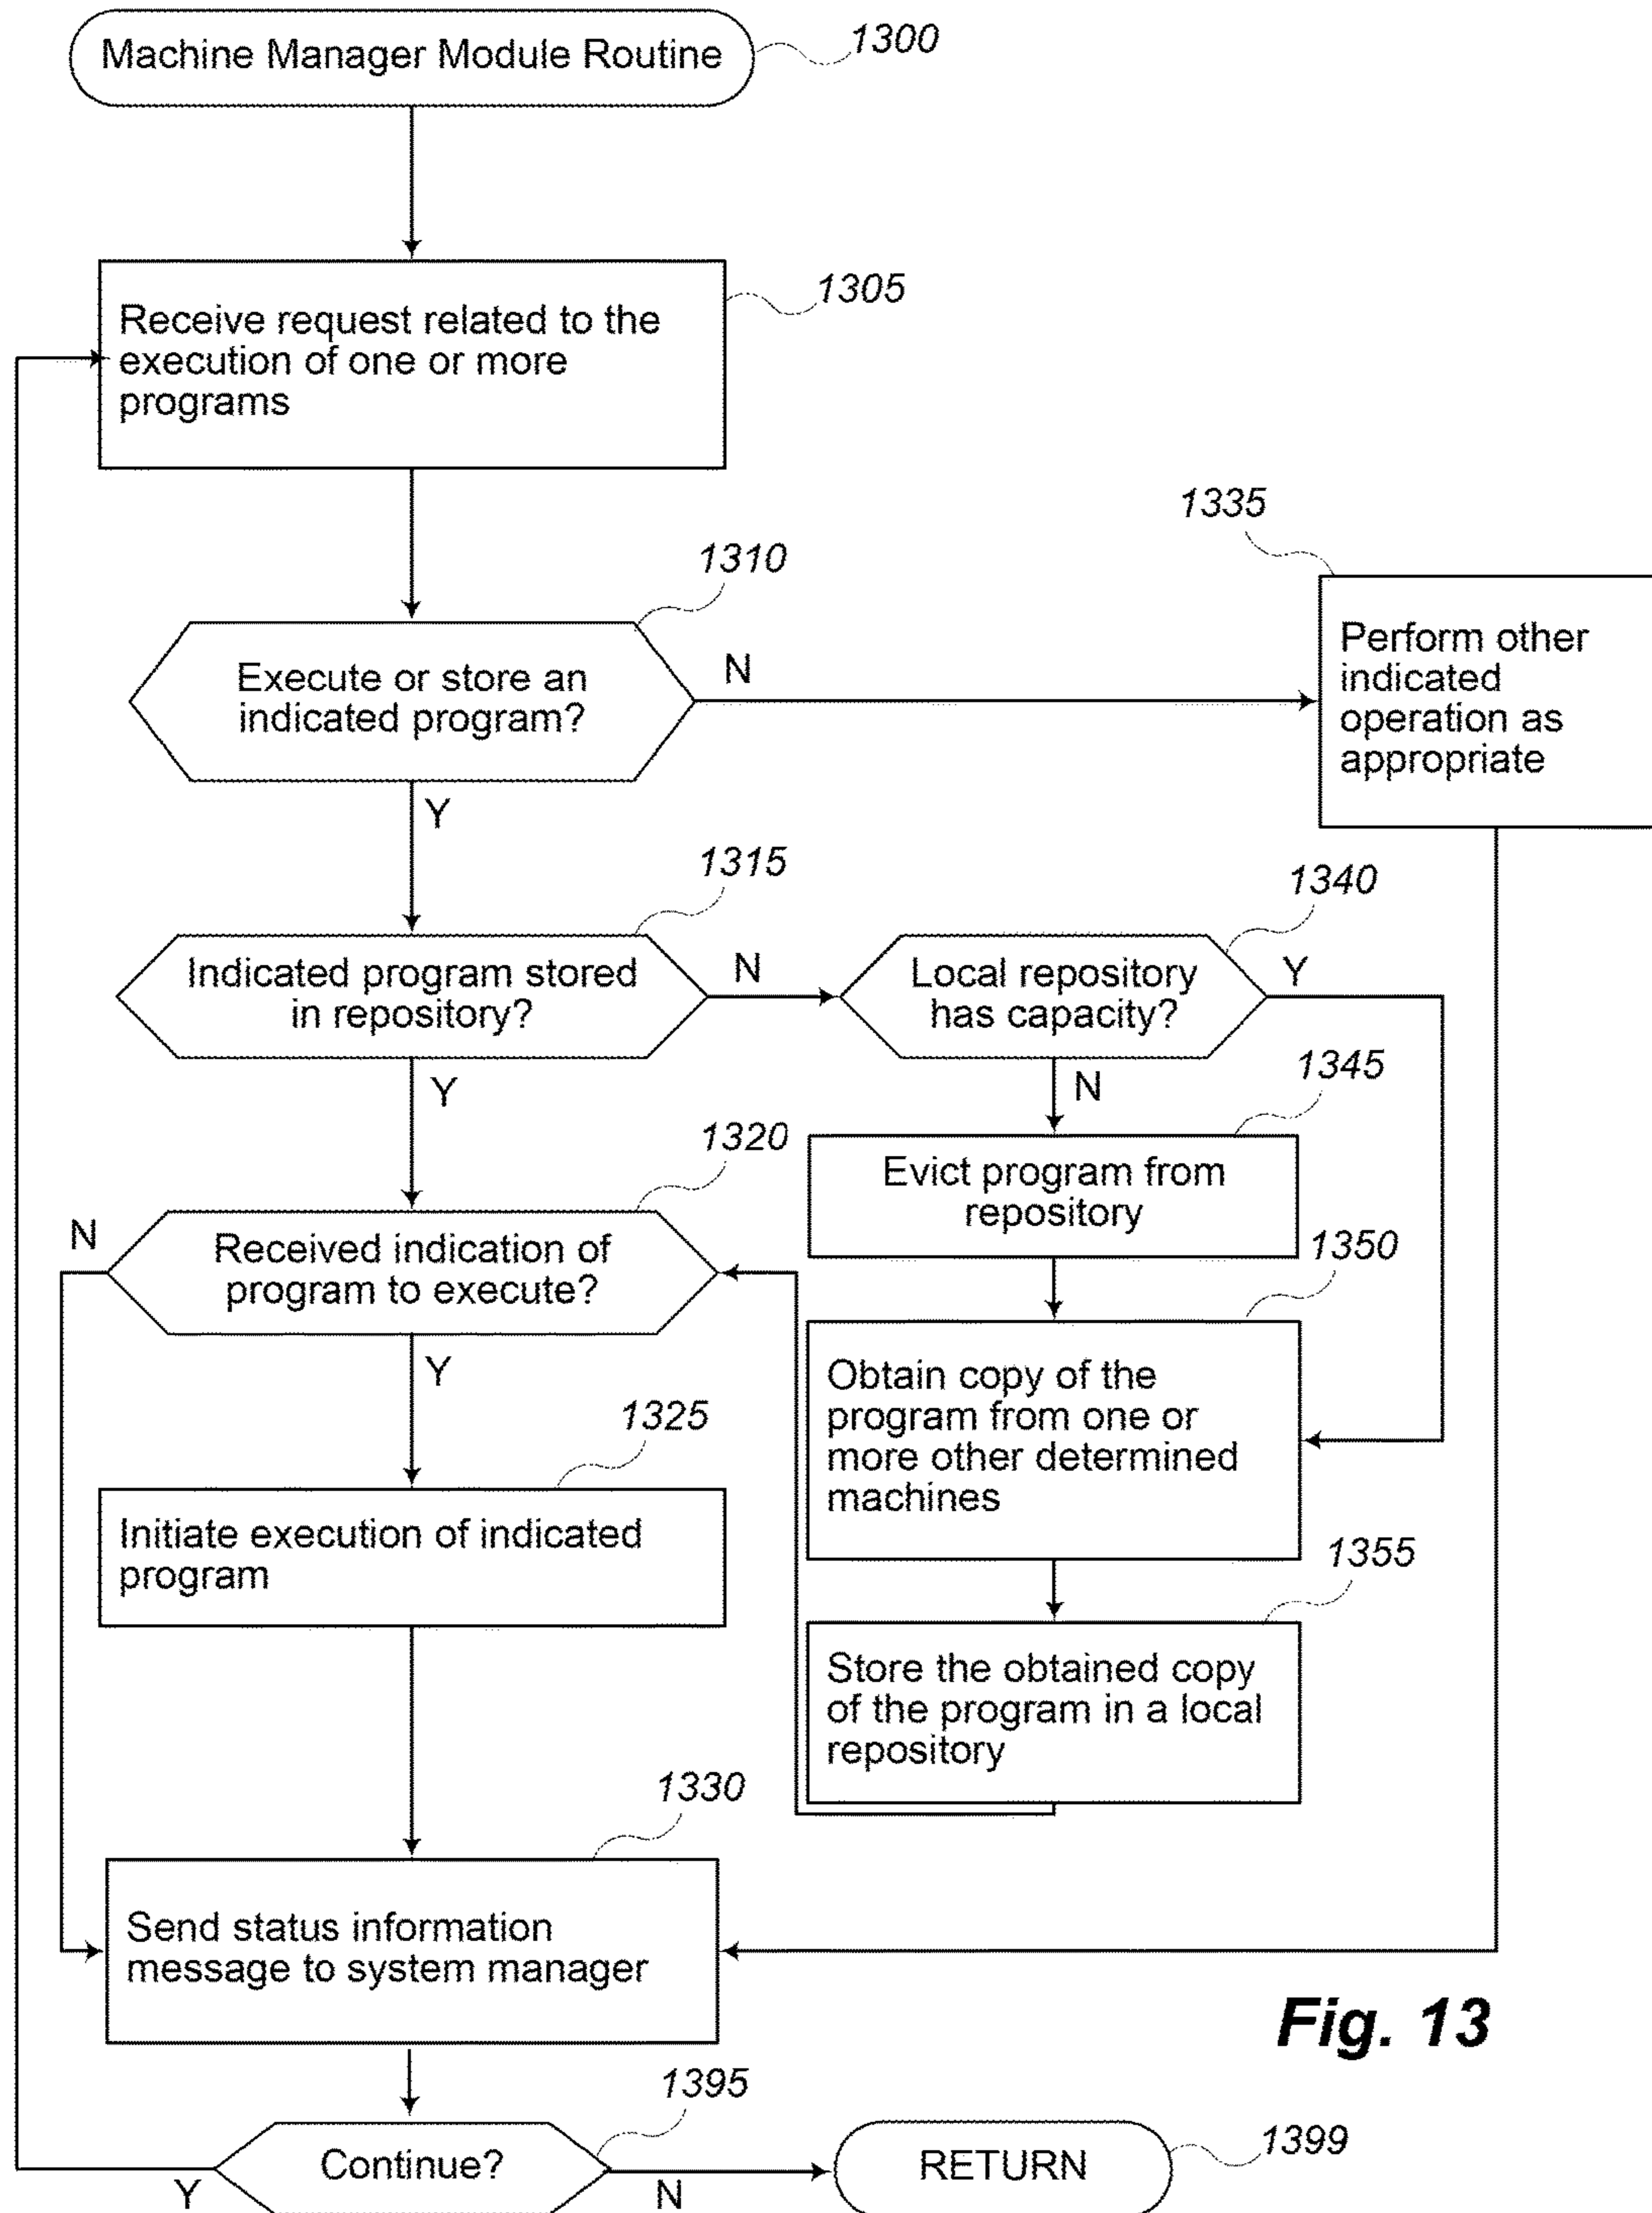 Machine Manager Module Routine
1300
1305
Receive request related to the
execution of one or more
programs
1335
1310
Perform other
indicated
operation as
appropriate
Execute or store an
indicated program?
N
Y
1315
1340
Indicated program stored
in repository?
N
Local repository
has capacity?
Y
Y
N
1345
1320
Evict program from
repository
N
Received indication of
program to execute?
1350
Y
Obtain copy of the
program from one or
more other determined
machines
1325
Initiate execution of indicated
program
1355
Store the obtained copy
of the program in a local
repository
1330
Send status information
message to system manager
Fig. 13
1395
Continue?
Y
N
RETURN
1399